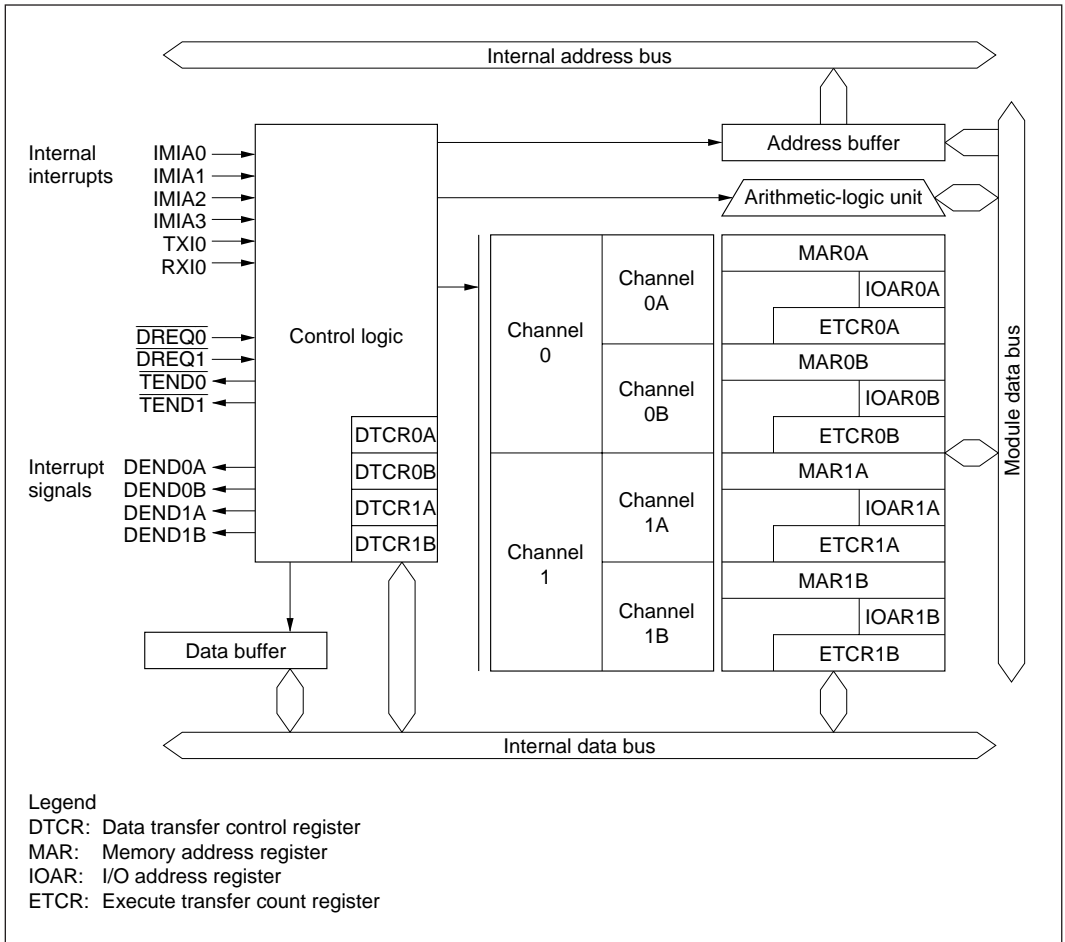 Internal address bus
Internal
interrupts
IMIA0
IMIA1
IMIA2
IMIA3
TXI0
RXI0
DREQ0
DREQ1
TEND0
TEND1
Interrupt
signals
DEND0A
DEND0B
DEND1A
DEND1B
Control logic
DTCR0A
DTCR0B
DTCR1A
DTCR1B
Data buffer
Address buffer
Arithmetic-logic unit
Channel
0
Channel
1
Channel
0A
Channel
0B
Channel
1A
Channel
1B
MAR0A
IOAR0A
ETCR0A
MAR0B
IOAR0B
ETCR0B
MAR1A
IOAR1A
ETCR1A
MAR1B
IOAR1B
ETCR1B
Module data bus
Internal data bus
Legend
DTCR: Data transfer control register
MAR: Memory address register
IOAR: I/O address register
ETCR: Execute transfer count register